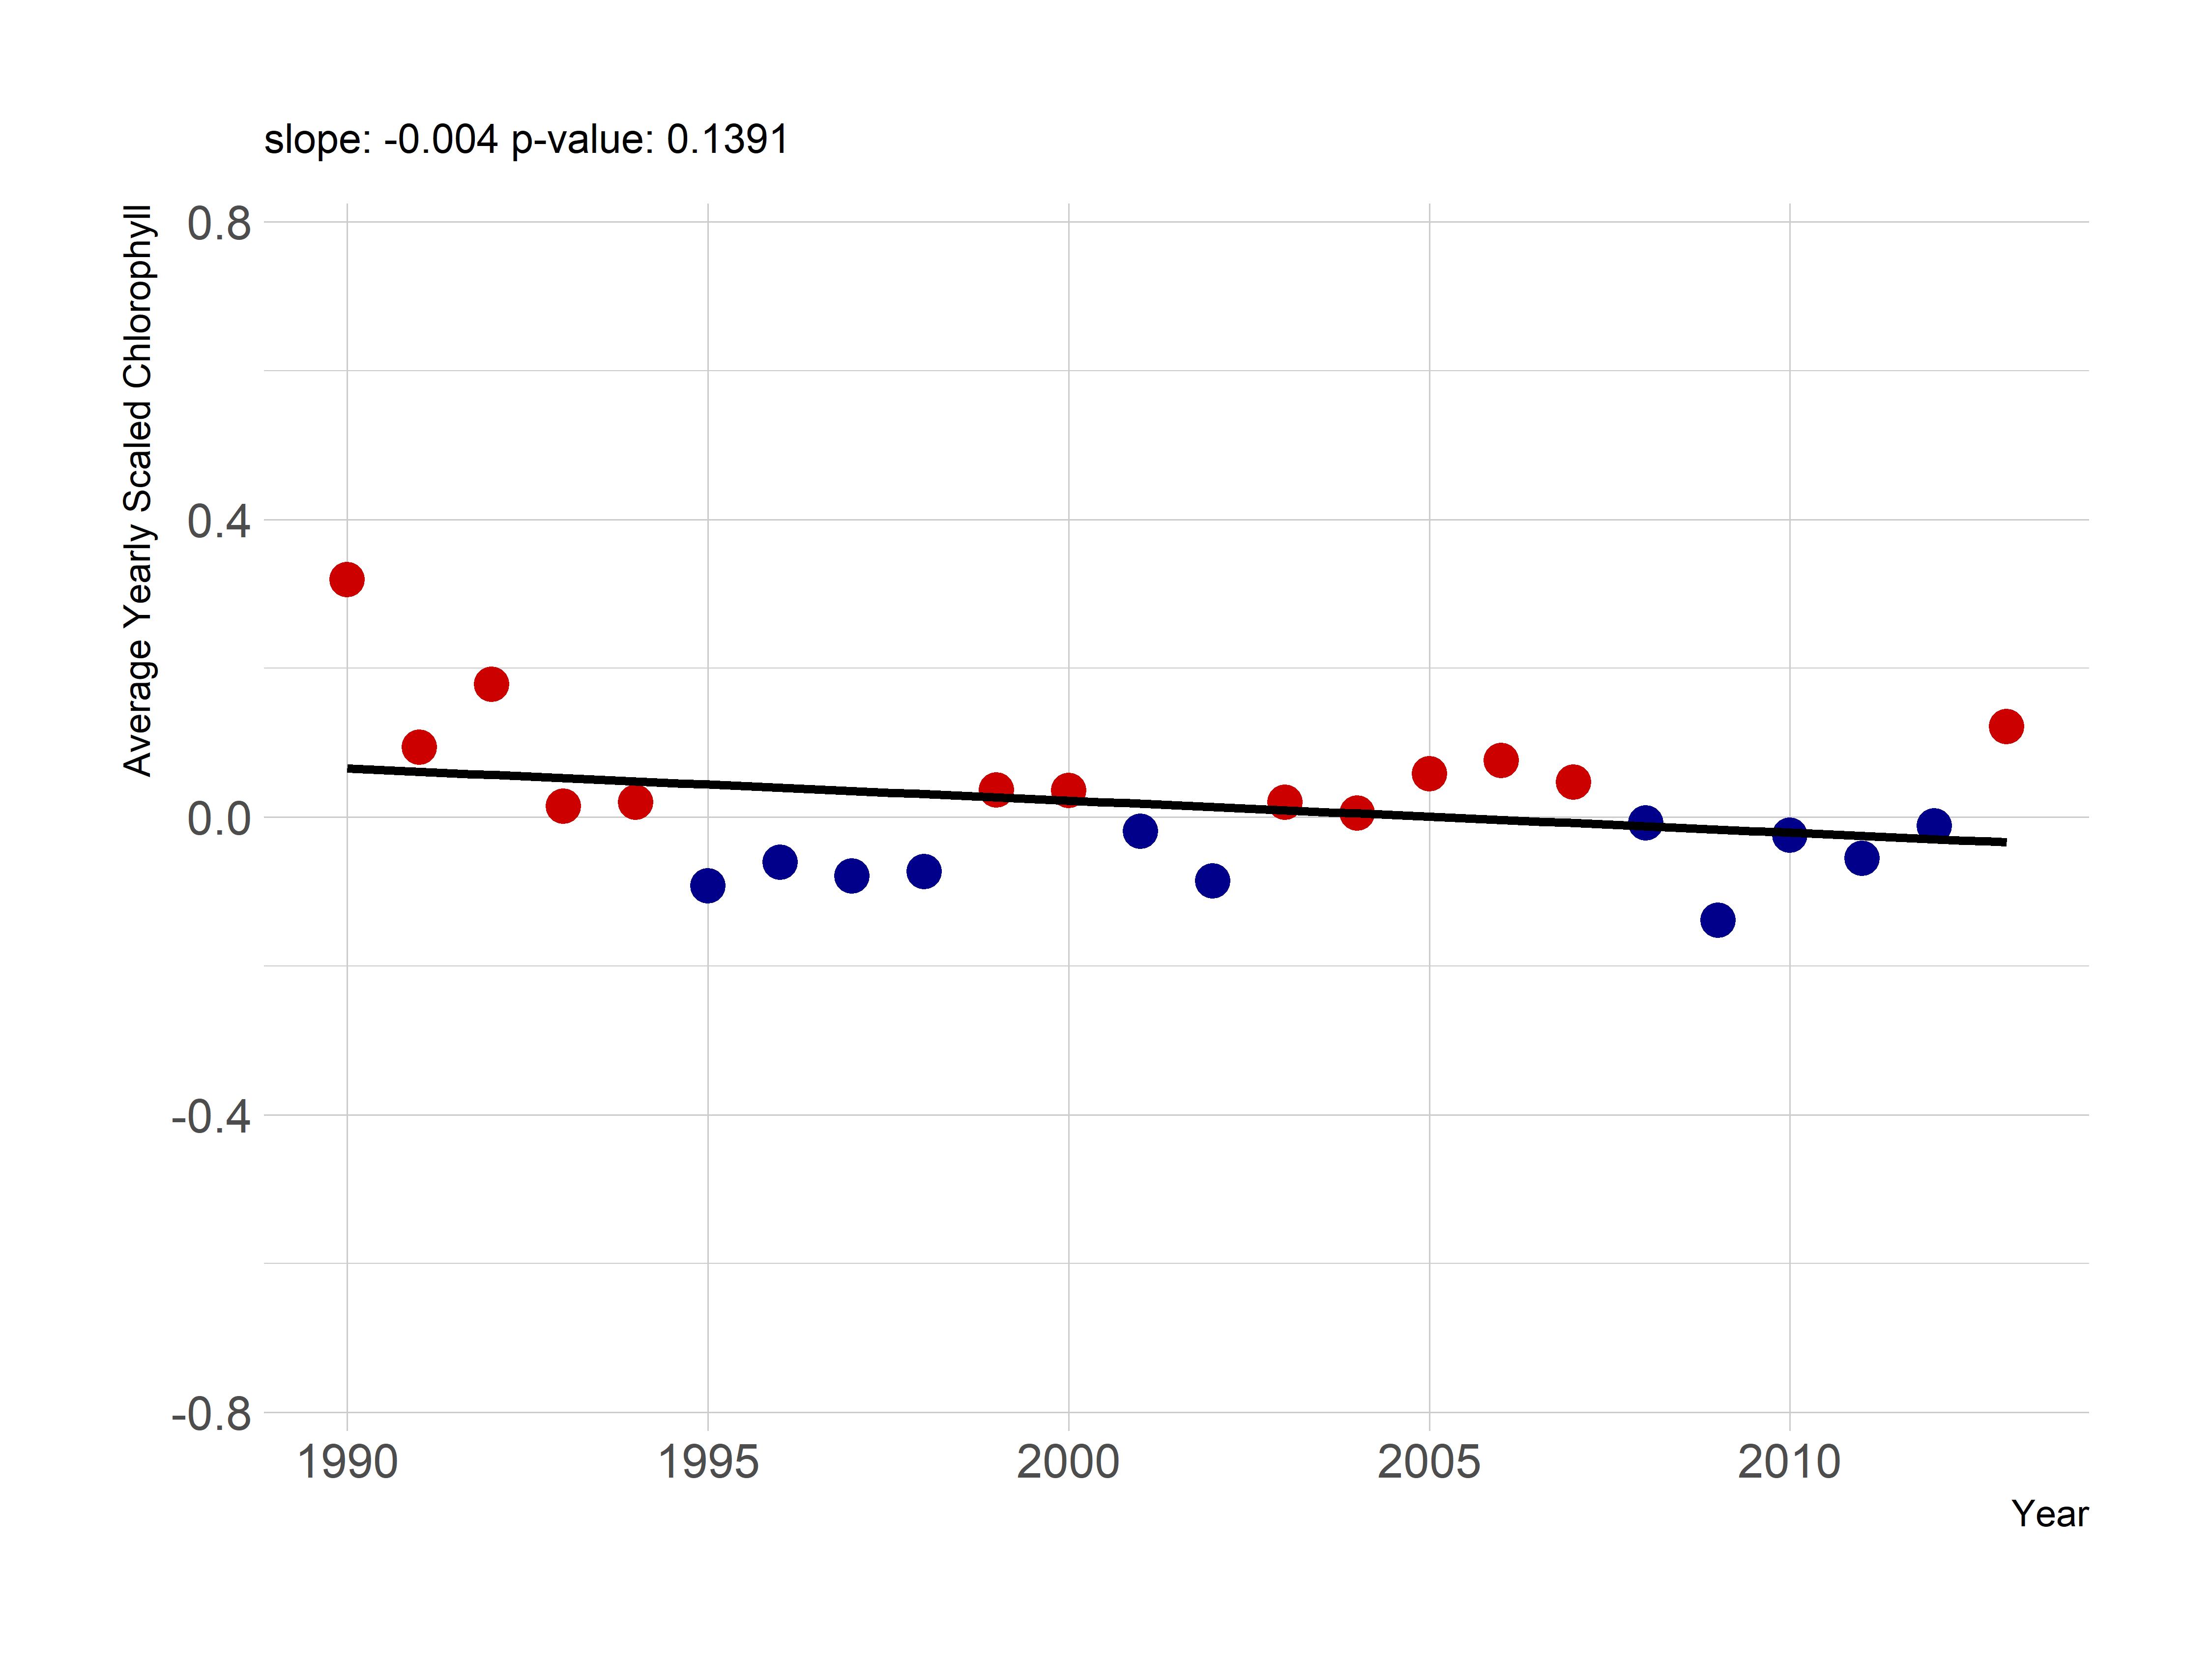 slope: -0.004 p-value: 0.1391
Average Yearly Scaled Chlorophyll
0.8
0.4
0.0
-0.4
-0.8
1990 1995 2000 2005 2010
Year